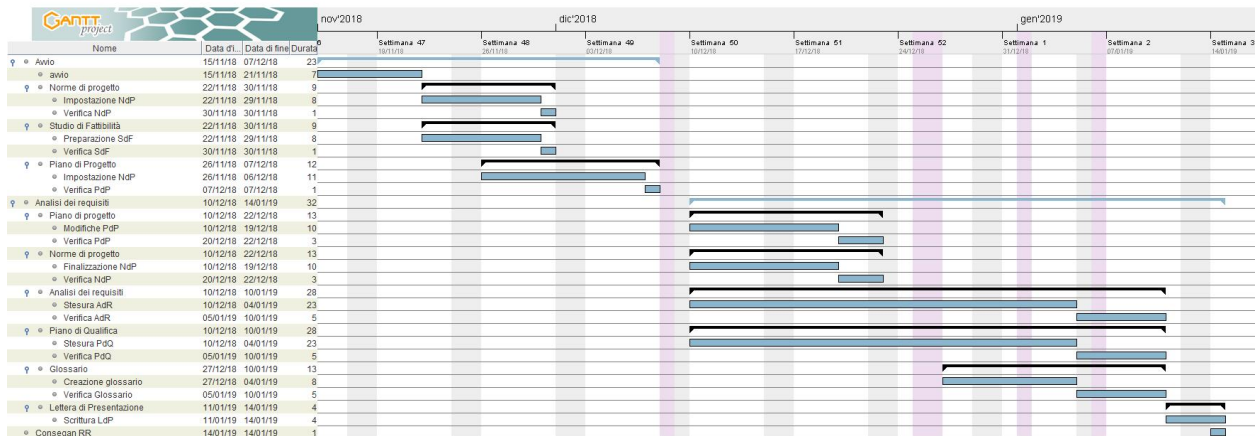 GANTT project
nov'2018 dic'2018 gen'2019
Nome Data d'i... Data di fine Durata
6 Settimana 47 Settimana 48 Settimana 49 Settimana 50 Settimana 51 Settimana 52 Settimana 1 Settimana 2 Settimana 3
19/11/18 26/11/18 03/12/18 10/12/18 17/12/18 24/12/18 31/12/18 07/01/19 14/01/19
Avvio 15/11/18 07/12/18 23
avvio 15/11/18 21/11/18 7
Norme di progetto 22/11/18 30/11/18 9
Impostazione NdP 22/11/18 29/11/18 8
Verifica NdP 30/11/18 30/11/18 1
Studio di Fattibilità 22/11/18 30/11/18 9
Preparazione SdF 22/11/18 29/11/18 8
Verifica SdF 30/11/18 30/11/18 1
Piano di Progetto 26/11/18 07/12/18 12
Impostazione NdP 26/11/18 06/12/18 11
Verifica PdP 07/12/18 07/12/18 1
Analisi dei requisiti 10/12/18 14/01/19 32
Piano di progetto 10/12/18 22/12/18 13
Modifiche PdP 10/12/18 19/12/18 10
Verifica PdP 20/12/18 22/12/18 3
Norme di progetto 10/12/18 22/12/18 13
Finalizzazione NdP 10/12/18 19/12/18 10
Verifica NdP 20/12/18 22/12/18 3
Analisi dei requisiti 10/12/18 10/01/19 28
Stesura AdR 10/12/18 04/01/19 23
Verifica AdR 05/01/19 10/01/19 5
Piano di Qualifica 10/12/18 10/01/19 28
Stesura PdQ 10/12/18 04/01/19 23
Verifica PdQ 05/01/19 10/01/19 5
Glossario 27/12/18 10/01/19 13
Creazione glossario 27/12/18 04/01/19 8
Verifica Glossario 05/01/19 10/01/19 5
Lettera di Presentazione 11/01/19 14/01/19 4
Scrittura LdP 11/01/19 14/01/19 4
Consegan RR 14/01/19 14/01/19 1